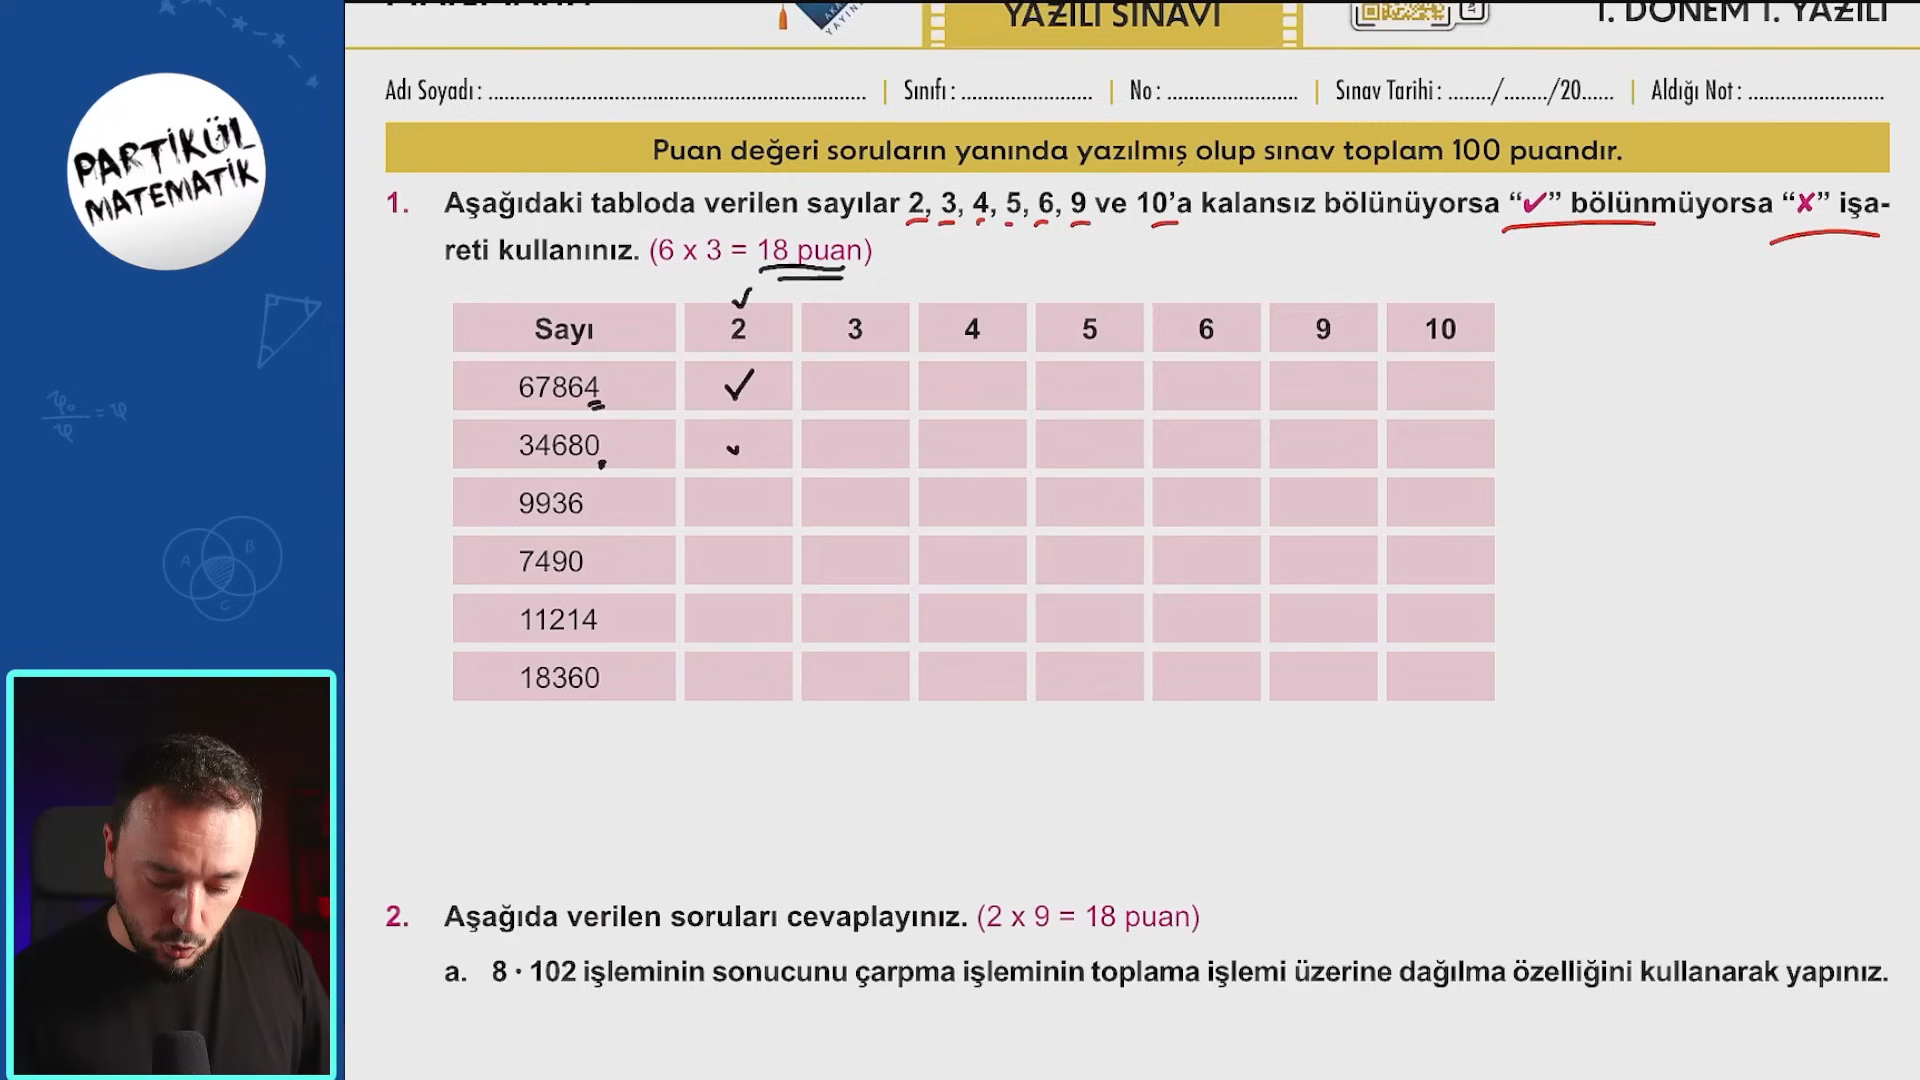 YAZILI SINAVI
1. DÖNEM 1. YAZILI
PARTİKÜL
MATEMATİK
Adı Soyadı: | Sınıfı: | No: | Sınav Tarihi: ......./......./20...... | Aldığı Not:
Puan değeri soruların yanında yazılmış olup sınav toplam 100 puandır.
1. Aşağıdaki tabloda verilen sayılar 2, 3, 4, 5, 6, 9 ve 10’a kalansız bölünüyorsa “✔” bölünmüyorsa “✘” işa-
reti kullanınız. (6 x 3 = 18 puan)
Sayı 2 3 4 5 6 9 10
67864 ✓
34680
9936
7490
11214
18360
A B C
2. Aşağıda verilen soruları cevaplayınız. (2 x 9 = 18 puan)
a. 8 · 102 işleminin sonucunu çarpma işleminin toplama işlemi üzerine dağılma özelliğini kullanarak yapınız.